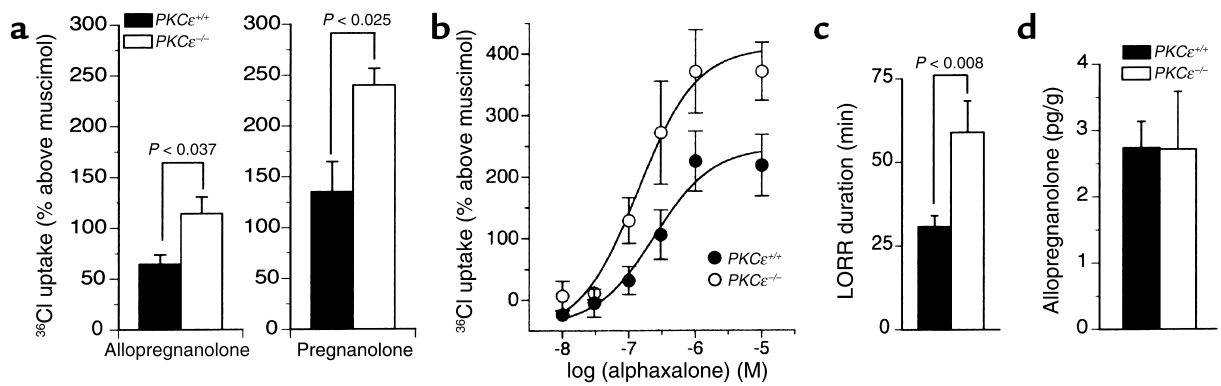 a
PKCε+/+
PKCε−/−
36Cl uptake (% above muscimol)
300
250
200
150
100
50
0
P < 0.037
Allopregnanolone
300
250
200
150
100
50
0
P < 0.025
Pregnanolone
b
36Cl uptake (% above muscimol)
400
300
200
100
0
PKCε+/+
PKCε−/−
-8
-7
-6
-5
log (alphaxalone) (M)
c
LORR duration (min)
75
50
25
0
P < 0.008
d
PKCε+/+
PKCε−/−
Allopregnanolone (pg/g)
4
3
2
1
0